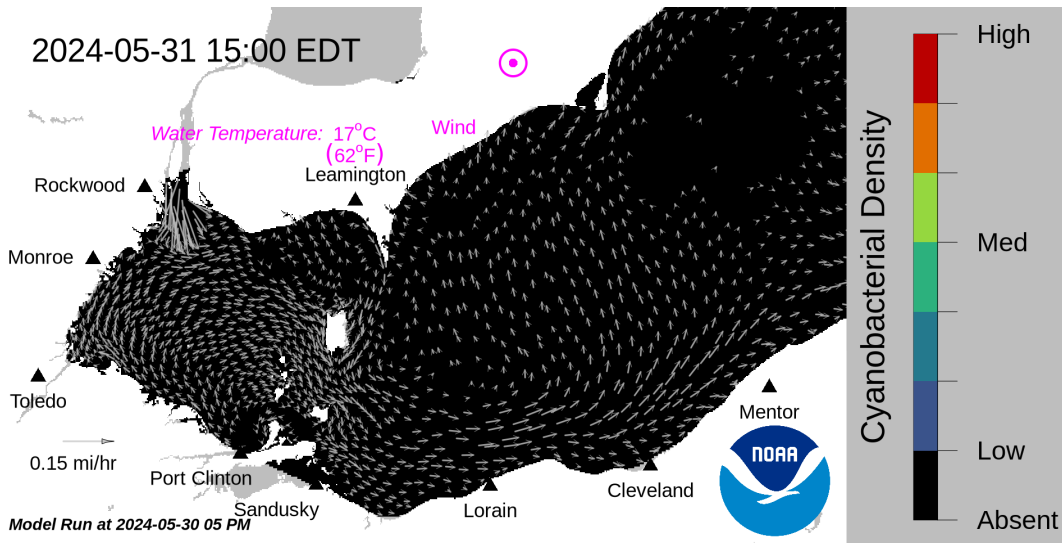 2024-05-31 15:00 EDT
High
Water Temperature: 17°C
(62°F)
Wind
Leamington
Rockwood
Monroe
Med
Cyanobacterial Density
Toledo
Mentor
0.15 mi/hr
NOAA
Low
Port Clinton
Sandusky
Lorain
Cleveland
Model Run at 2024-05-30 05 PM
Absent